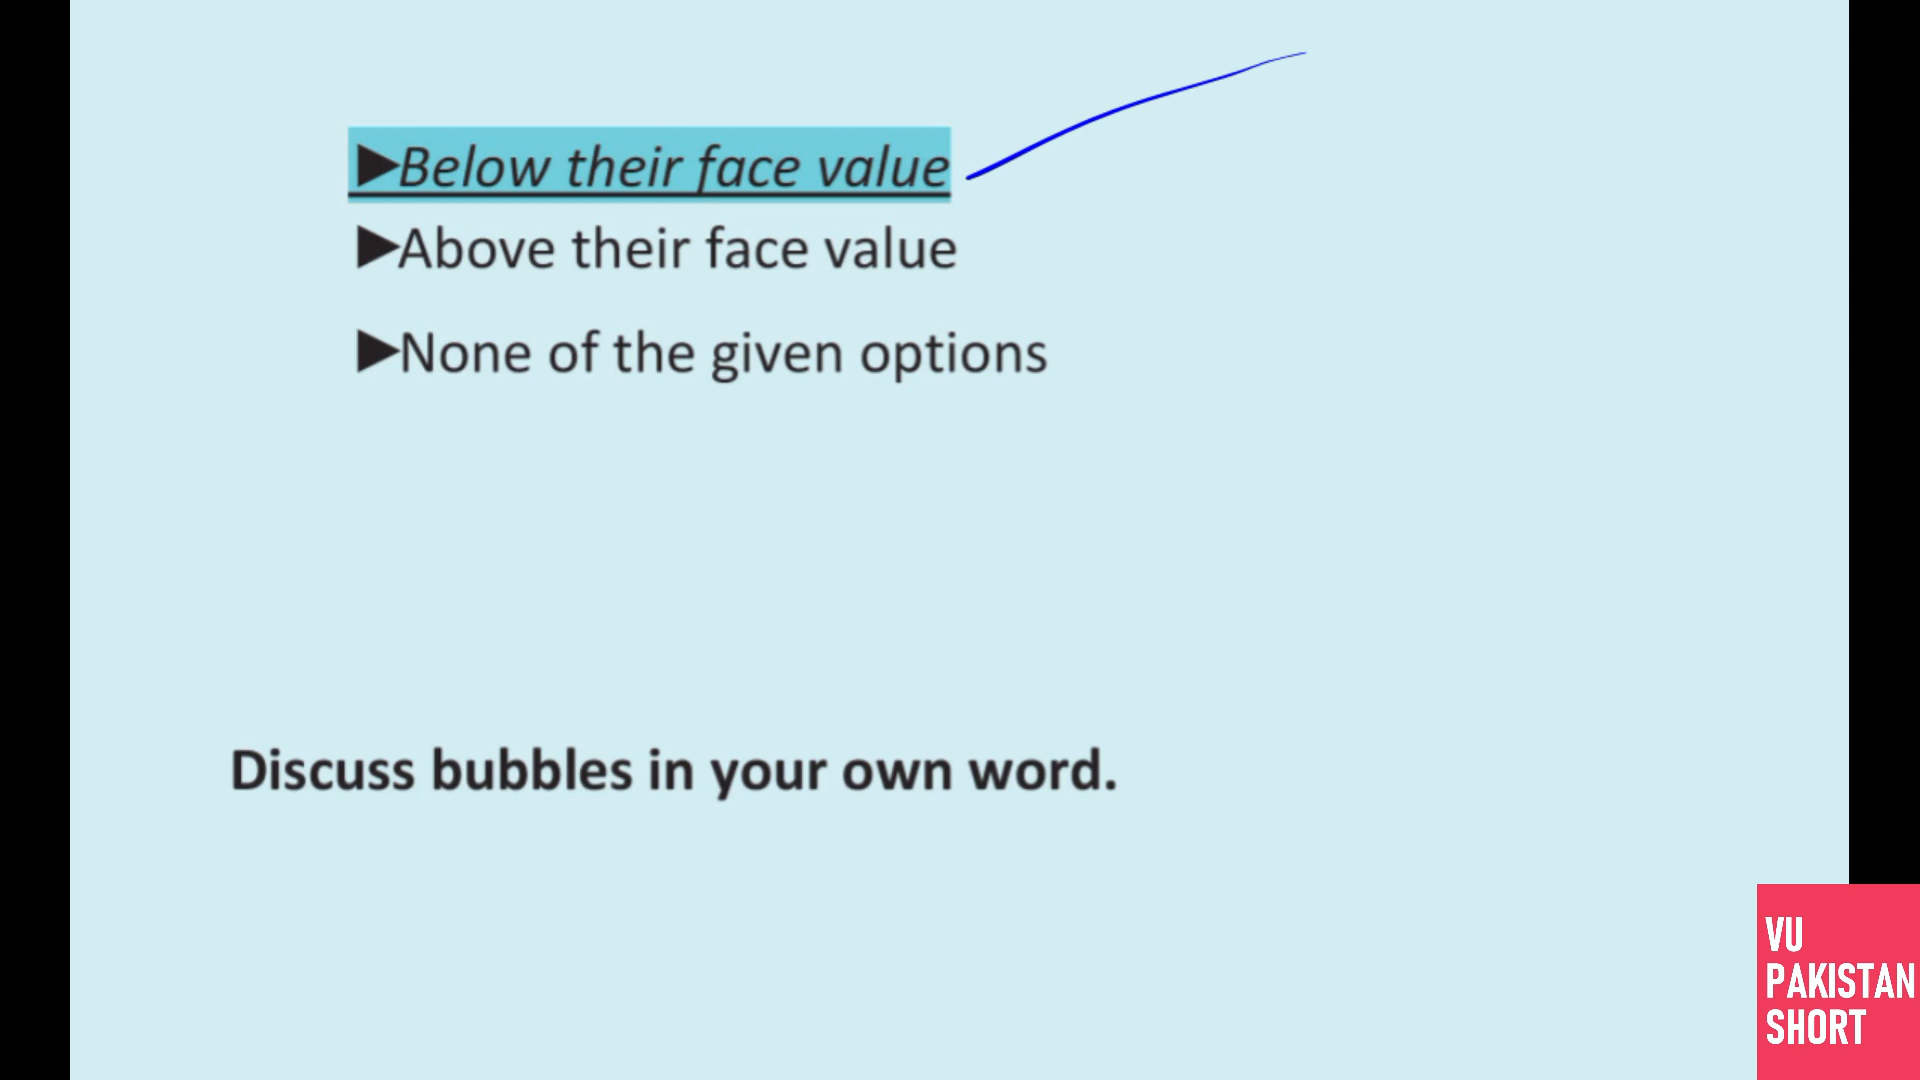 ►Below their face value
►Above their face value
►None of the given options
Discuss bubbles in your own word.
VU
PAKISTAN
SHORT